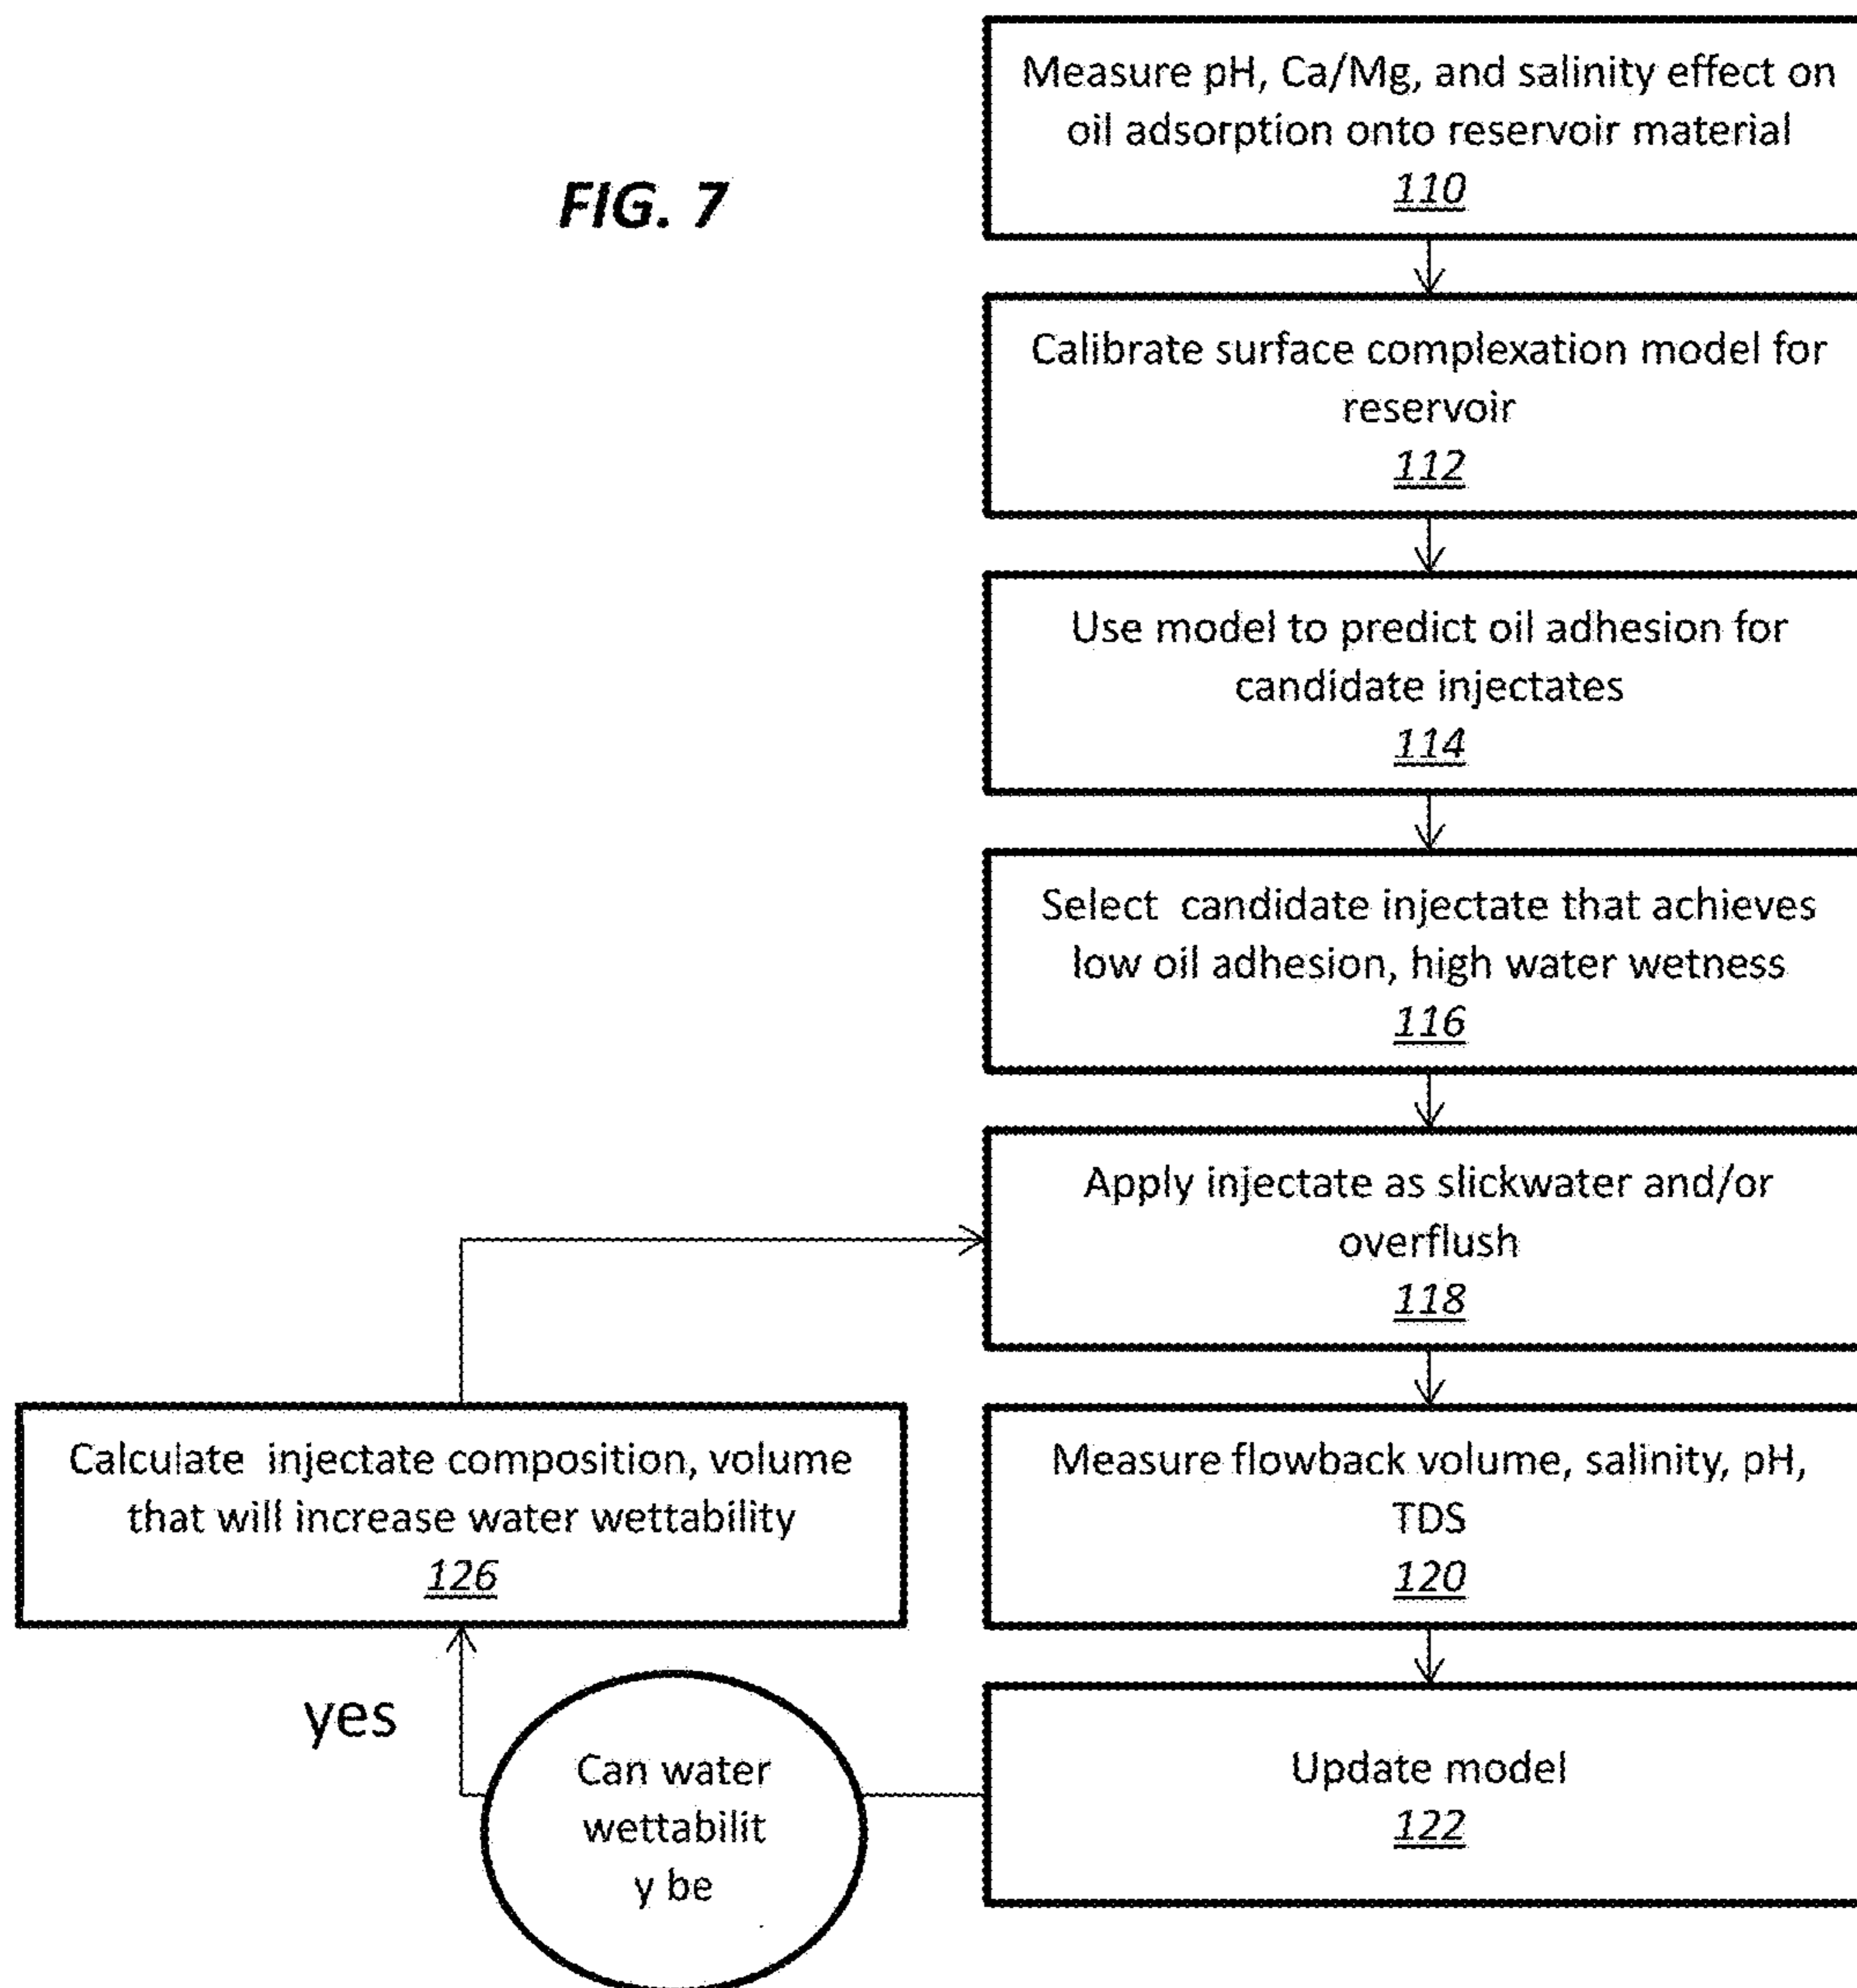 FIG. 7
Measure pH, Ca/Mg, and salinity effect on
oil adsorption onto reservoir material
110
Calibrate surface complexation model for
reservoir
112
Use model to predict oil adhesion for
candidate injectates
114
Select candidate injectate that achieves
low oil adhesion, high water wetness
116
Apply injectate as slickwater and/or
overflush
118
Measure flowback volume, salinity, pH,
TDS
120
Update model
122
Can water
wettabilit
y be
yes
Calculate injectate composition, volume
that will increase water wettability
126